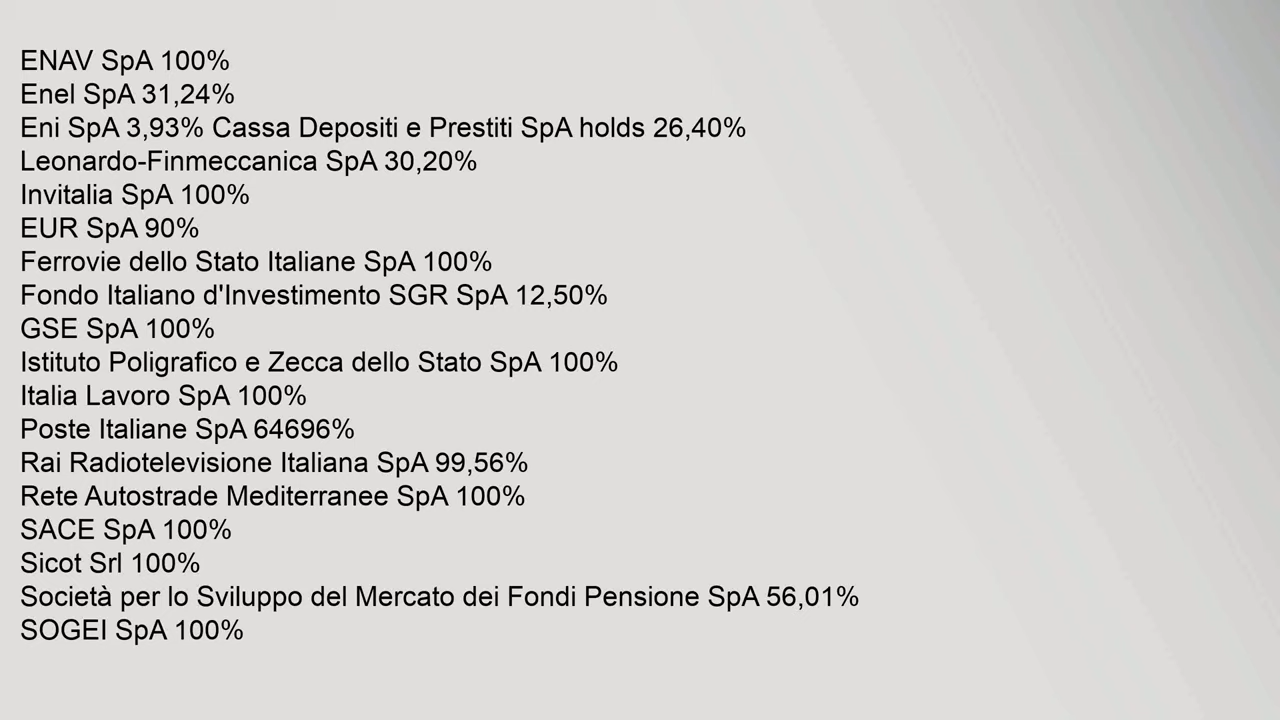 ENAV SpA 100%
Enel SpA 31,24%
Eni SpA 3,93% Cassa Depositi e Prestiti SpA holds 26,40%
Leonardo-Finmeccanica SpA 30,20%
Invitalia SpA 100%
EUR SpA 90%
Ferrovie dello Stato Italiane SpA 100%
Fondo Italiano d'Investimento SGR SpA 12,50%
GSE SpA 100%
Istituto Poligrafico e Zecca dello Stato SpA 100%
Italia Lavoro SpA 100%
Poste Italiane SpA 64696%
Rai Radiotelevisione Italiana SpA 99,56%
Rete Autostrade Mediterranee SpA 100%
SACE SpA 100%
Sicot Srl 100%
Società per lo Sviluppo del Mercato dei Fondi Pensione SpA 56,01%
SOGEI SpA 100%